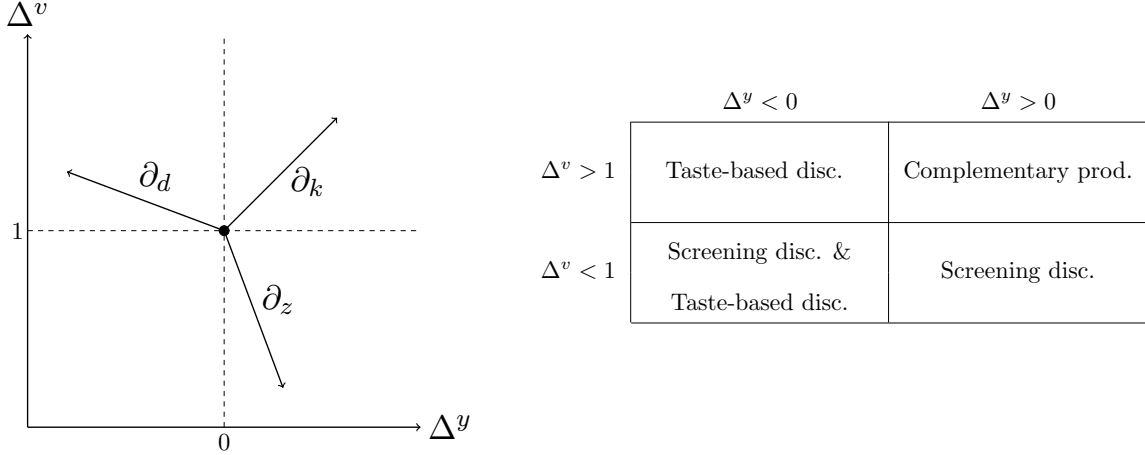 Δ^v
∂_d
∂_k
1
∂_z
0
Δ^y
Δ^y < 0
Δ^y > 0
Δ^v > 1
Taste-based disc.
Complementary prod.
Δ^v < 1
Screening disc. &
Taste-based disc.
Screening disc.